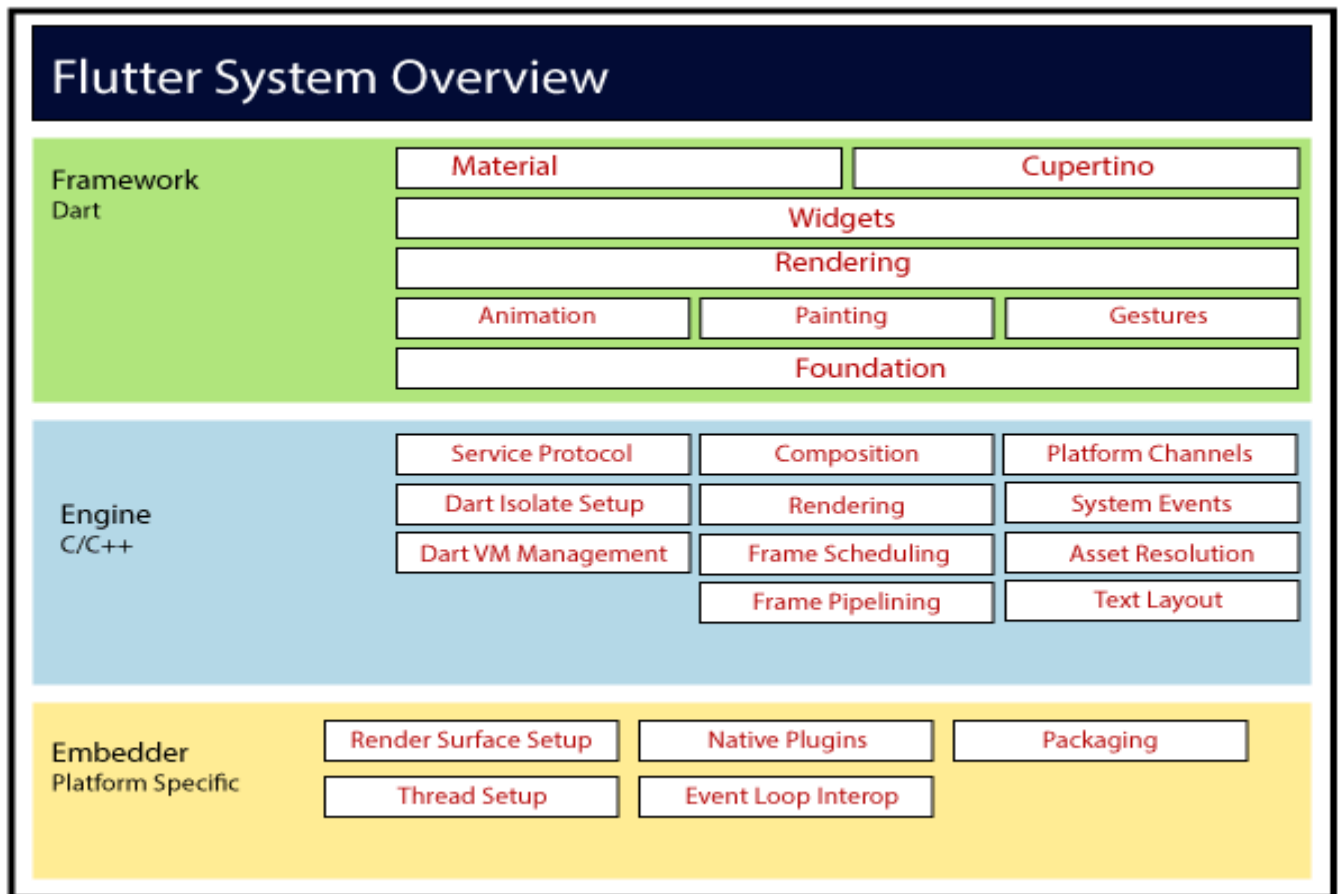 Flutter System Overview
Framework
Dart
Material Cupertino
Widgets
Rendering
Animation Painting Gestures
Foundation
Engine
C/C++
Service Protocol Composition Platform Channels
Dart Isolate Setup Rendering System Events
Dart VM Management Frame Scheduling Asset Resolution
Frame Pipelining Text Layout
Embedder
Platform Specific
Render Surface Setup Native Plugins Packaging
Thread Setup Event Loop Interop